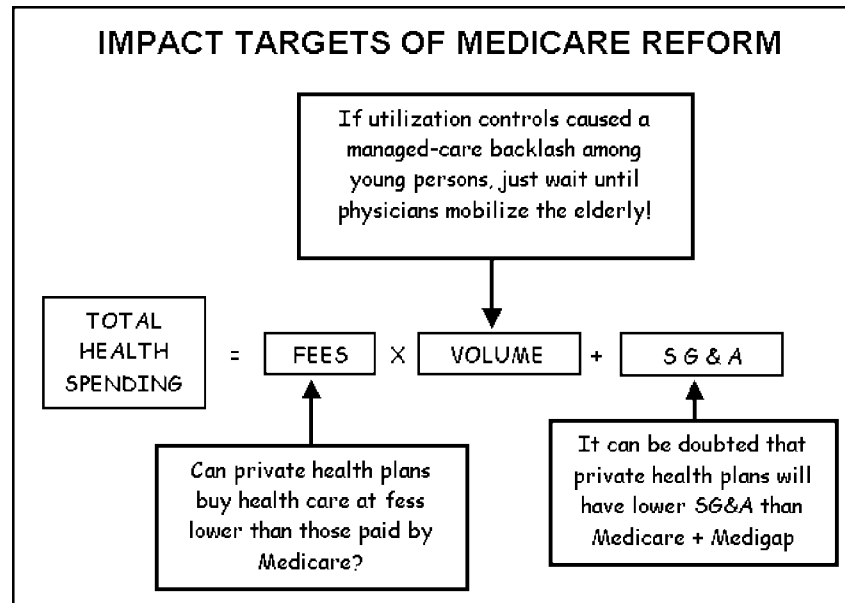 IMPACT TARGETS OF MEDICARE REFORM
If utilization controls caused a
managed-care backlash among
young persons, just wait until
physicians mobilize the elderly!
TOTAL
HEALTH
SPENDING
= FEES X VOLUME + SG&A
Can private health plans
buy health care at fess
lower than those paid by
Medicare?
It can be doubted that
private health plans will
have lower SG&A than
Medicare + Medigap